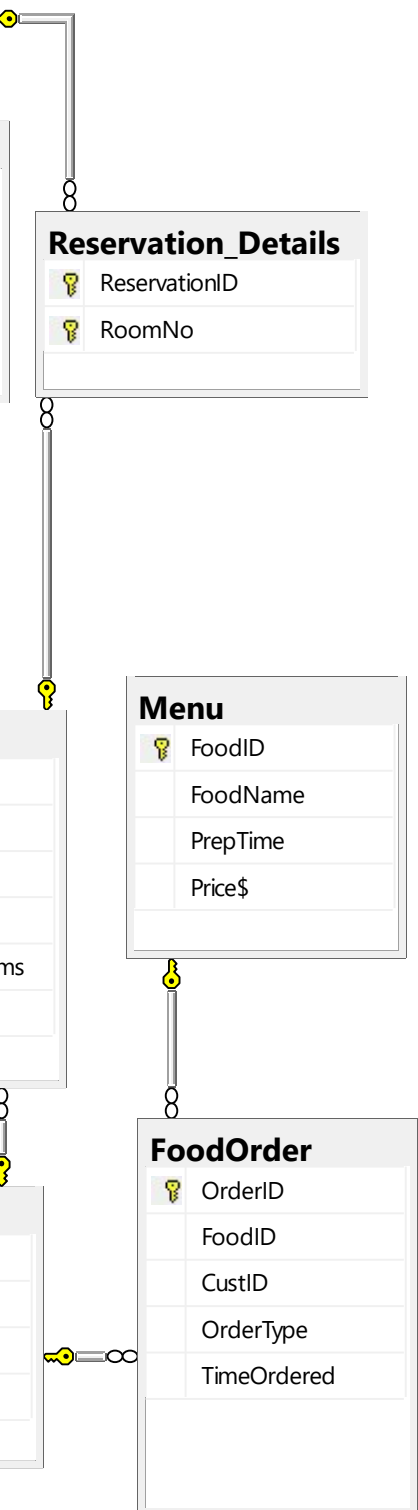 Reservation_Details
ReservationID
RoomNo
Menu
FoodID
FoodName
PrepTime
Price$
ms
FoodOrder
OrderID
FoodID
CustID
OrderType
TimeOrdered